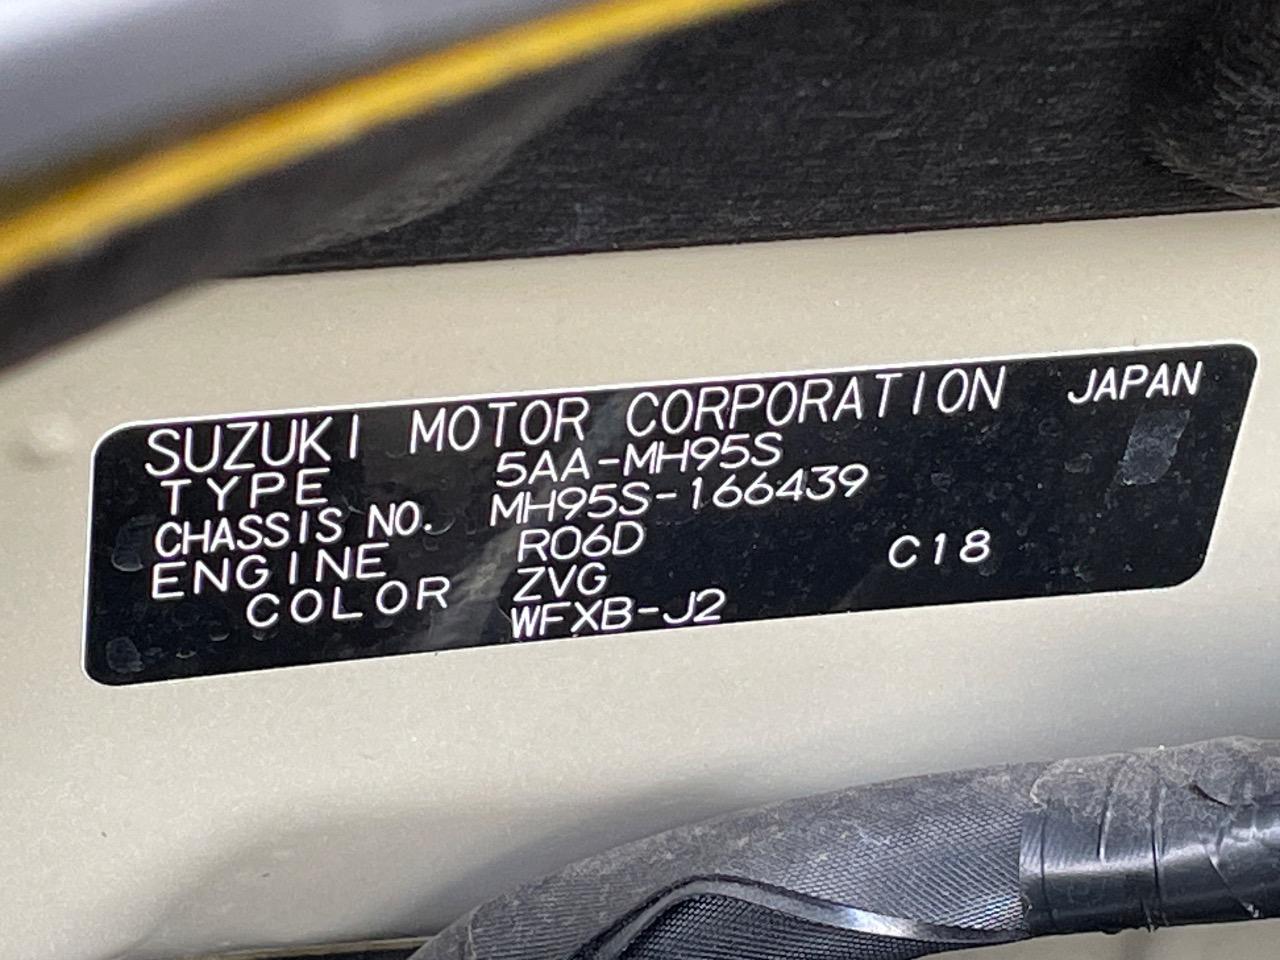 SUZUKI MOTOR CORPORATION JAPAN
TYPE 5AA-MH95S
CHASSIS NO. MH95S-166439
ENGINE R06D
COLOR ZVG C18
WFXB-J2